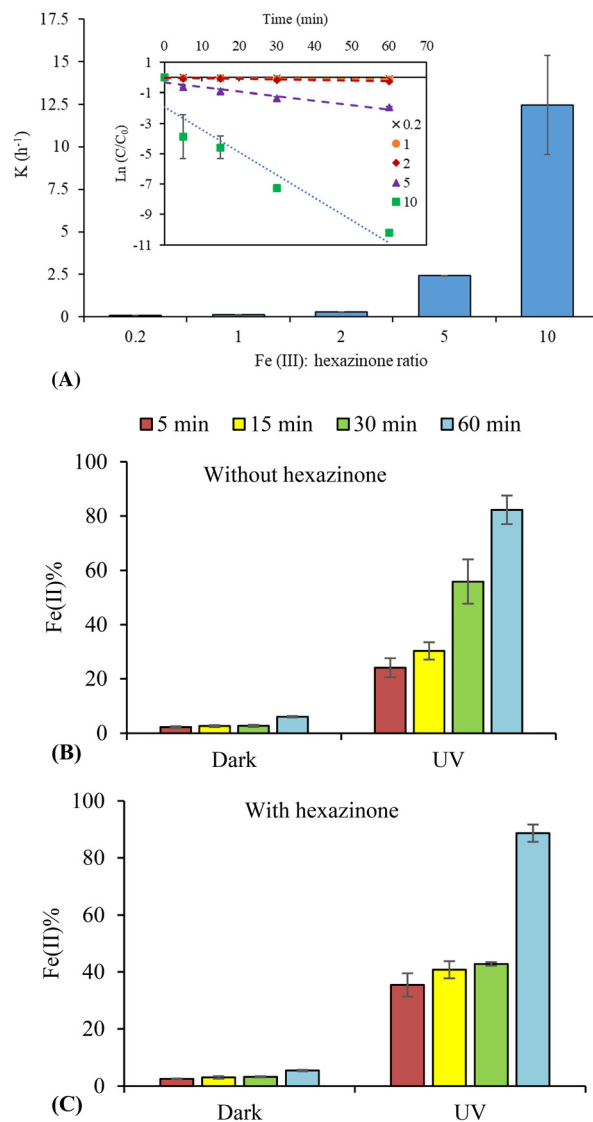 17.5
15
12.5
10
7.5
5
2.5
0
K (h⁻¹)
Time (min)
0 10 20 30 40 50 60 70
1
-1
-3
-5
-7
-9
-11
Ln (C/C₀)
0.2
1
2
5
10
0.2 1 2 5 10
Fe (III): hexazinone ratio
(A)
5 min 15 min 30 min 60 min
Without hexazinone
100
80
60
40
20
0
Fe(II)%
Dark UV
(B)
With hexazinone
100
80
60
40
20
0
Fe(II)%
Dark UV
(C)